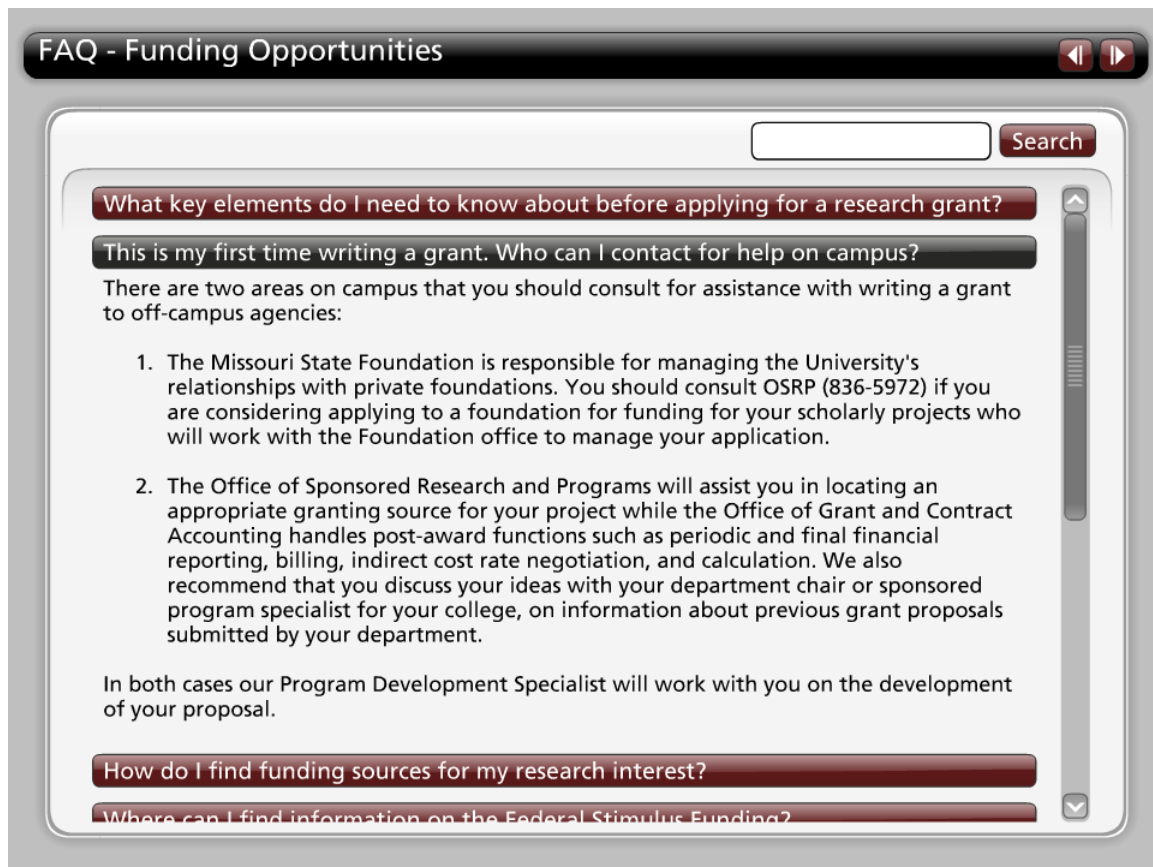 FAQ - Funding Opportunities
Search
What key elements do I need to know about before applying for a research grant?
This is my first time writing a grant. Who can I contact for help on campus?
There are two areas on campus that you should consult for assistance with writing a grant
to off-campus agencies:
1. The Missouri State Foundation is responsible for managing the University's
relationships with private foundations. You should consult OSRP (836-5972) if you
are considering applying to a foundation for funding for your scholarly projects who
will work with the Foundation office to manage your application.
2. The Office of Sponsored Research and Programs will assist you in locating an
appropriate granting source for your project while the Office of Grant and Contract
Accounting handles post-award functions such as periodic and final financial
reporting, billing, indirect cost rate negotiation, and calculation. We also
recommend that you discuss your ideas with your department chair or sponsored
program specialist for your college, on information about previous grant proposals
submitted by your department.
In both cases our Program Development Specialist will work with you on the development
of your proposal.
How do I find funding sources for my research interest?
Where can I find information on the Federal Stimulus Funding?